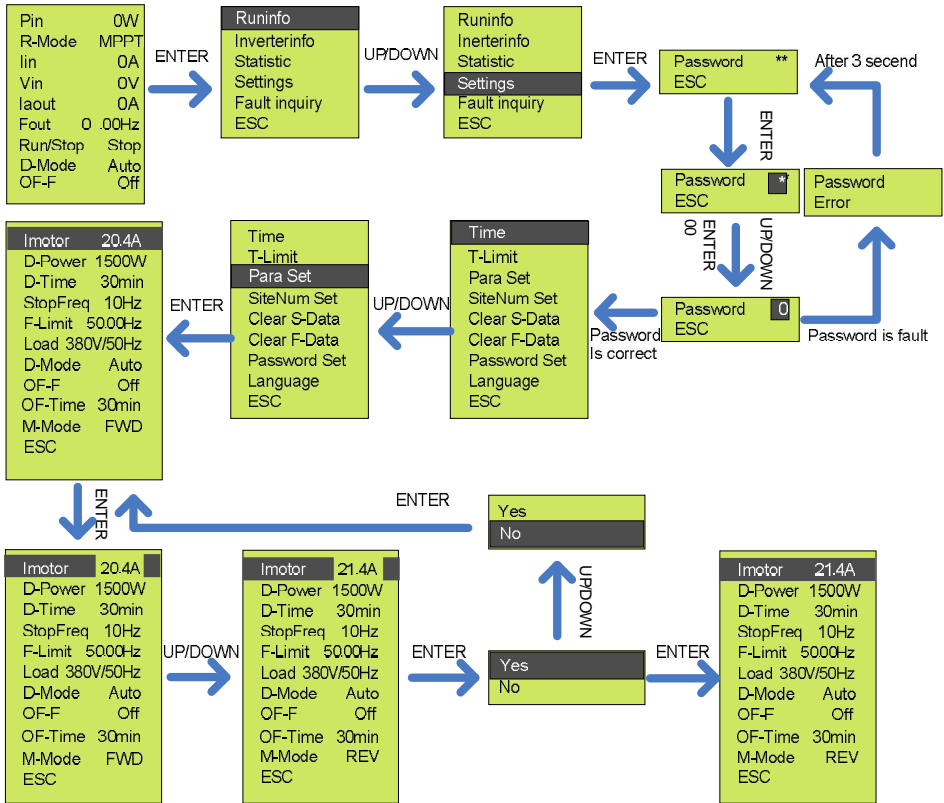 Pin 0W
R-Mode MPPT
Iin 0A
Vin 0V
Iaout 0A
Fout 0 .00Hz
Run/Stop Stop
D-Mode Auto
OF-F Off
ENTER
Runinfo
Inverterinfo
Statistic
Settings
Fault inquiry
ESC
UP/DOWN
Runinfo
Inerterinfo
Statistic
Settings
Fault inquiry
ESC
ENTER
Password **
ESC
After 3 secend
ENTER
Password *
ESC
Password
Error
UP/DOWN
ENTER
00
Password 0
ESC
Password is fault
Password
Is correct
Time
T-Limit
Para Set
SiteNum Set
Clear S-Data
Clear F-Data
Password Set
Language
ESC
UP/DOWN
Time
T-Limit
Para Set
SiteNum Set
Clear S-Data
Clear F-Data
Password Set
Language
ESC
ENTER
Imotor 20.4A
D-Power 1500W
D-Time 30min
StopFreq 10Hz
F-Limit 50.00Hz
Load 380V/50Hz
D-Mode Auto
OF-F Off
OF-Time 30min
M-Mode FWD
ESC
ENTER
Imotor 20.4A
D-Power 1500W
D-Time 30min
StopFreq 10Hz
F-Limit 5000Hz
Load 380V/50Hz
D-Mode Auto
OF-F Off
OF-Time 30min
M-Mode FWD
ESC
UP/DOWN
Imotor 21.4A
D-Power 1500W
D-Time 30min
StopFreq 10Hz
F-Limit 50.00Hz
Load 380V/50Hz
D-Mode Auto
OF-F Off
OF-Time 30min
M-Mode REV
ESC
ENTER
Yes
No
UP/DOWN
Yes
No
ENTER
ENTER
Imotor 21.4A
D-Power 1500W
D-Time 30min
StopFreq 10Hz
F-Limit 5000Hz
Load 380V/50Hz
D-Mode Auto
OF-F Off
OF-Time 30min
M-Mode REV
ESC